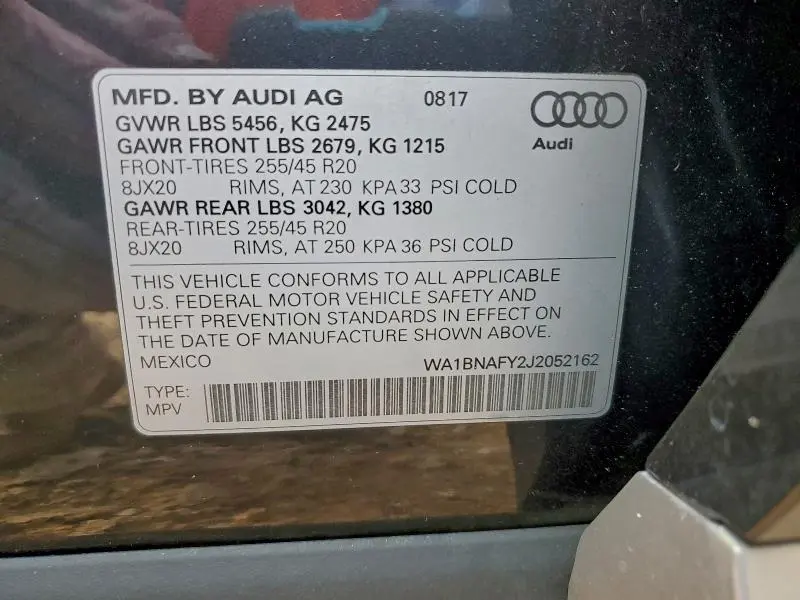 MFD. BY AUDI AG 0817
Audi
GVWR LBS 5456, KG 2475
GAWR FRONT LBS 2679, KG 1215
FRONT-TIRES 255/45 R20
8JX20 RIMS, AT 230 KPA 33 PSI COLD
GAWR REAR LBS 3042, KG 1380
REAR-TIRES 255/45 R20
8JX20 RIMS, AT 250 KPA 36 PSI COLD
THIS VEHICLE CONFORMS TO ALL APPLICABLE
U.S. FEDERAL MOTOR VEHICLE SAFETY AND
THEFT PREVENTION STANDARDS IN EFFECT ON
THE DATE OF MANUFACTURE SHOWN ABOVE.
MEXICO WA1BNAFY2J2052162
TYPE:
MPV